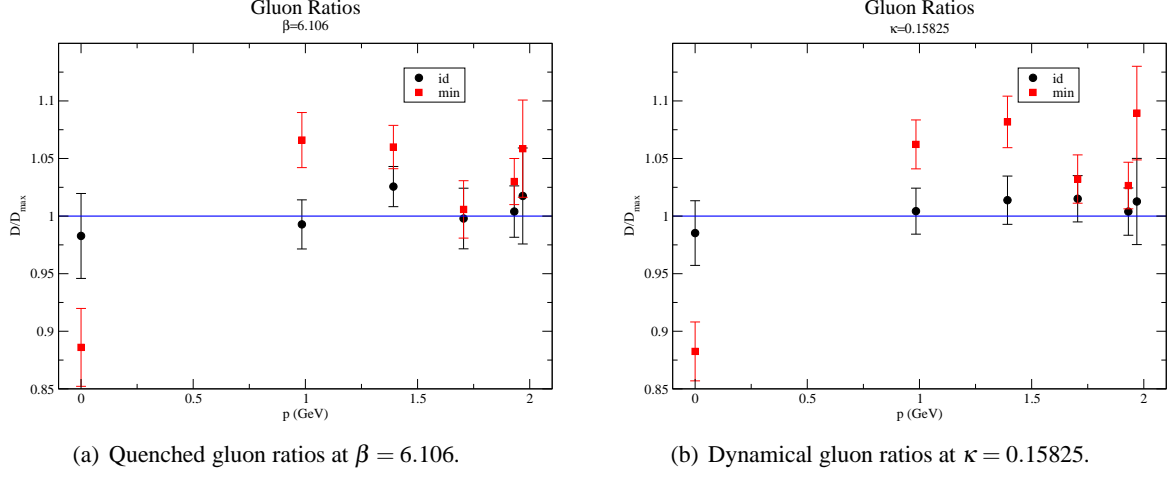 Gluon Ratios
β=6.106
id
min
1.1
1.05
1
0.95
0.9
0.85
D/D_max
0
0.5
1
1.5
2
p (GeV)
(a) Quenched gluon ratios at β = 6.106.
Gluon Ratios
κ=0.15825
id
min
1.1
1.05
1
0.95
0.9
0.85
D/D_max
0
0.5
1
1.5
2
p (GeV)
(b) Dynamical gluon ratios at κ = 0.15825.